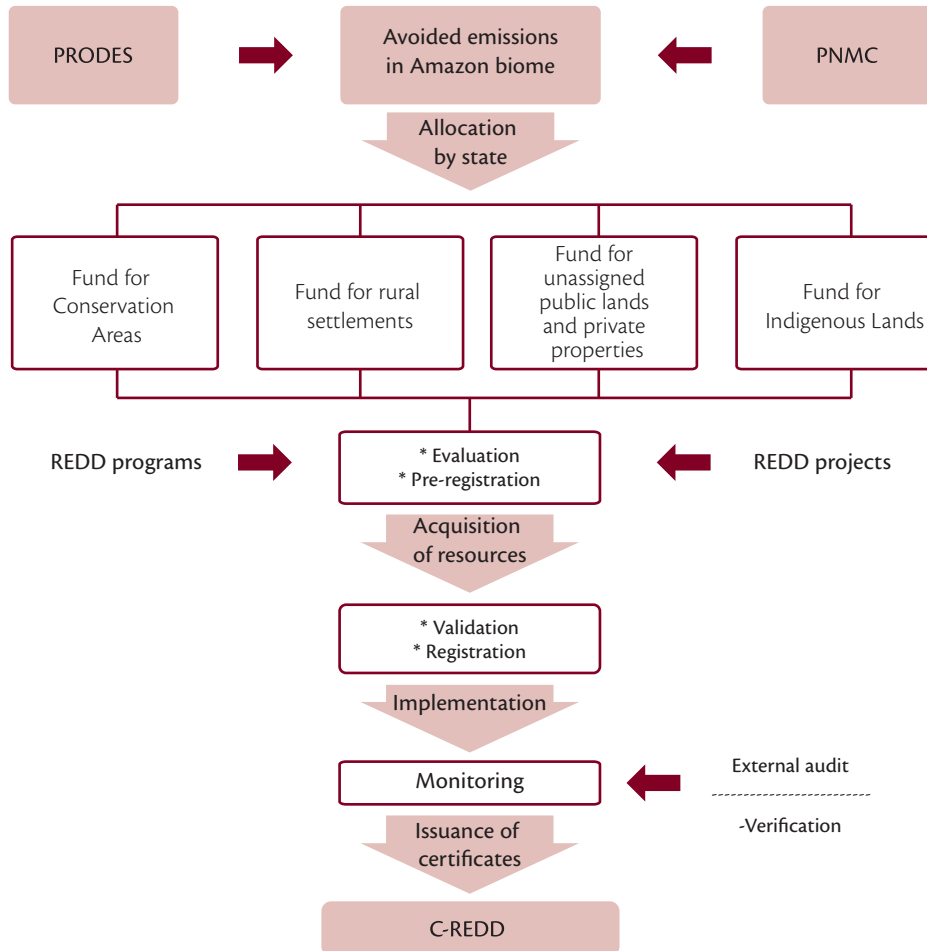 PRODES
Avoided emissions
in Amazon biome
PNMC
Allocation
by state
Fund for
Conservation
Areas
Fund for rural
settlements
Fund for
unassigned
public lands
and private
properties
Fund for
Indigenous Lands
REDD programs
* Evaluation
* Pre-registration
REDD projects
Acquisition
of resources
* Validation
* Registration
Implementation
Monitoring
External audit
-Verification
Issuance of
certificates
C-REDD